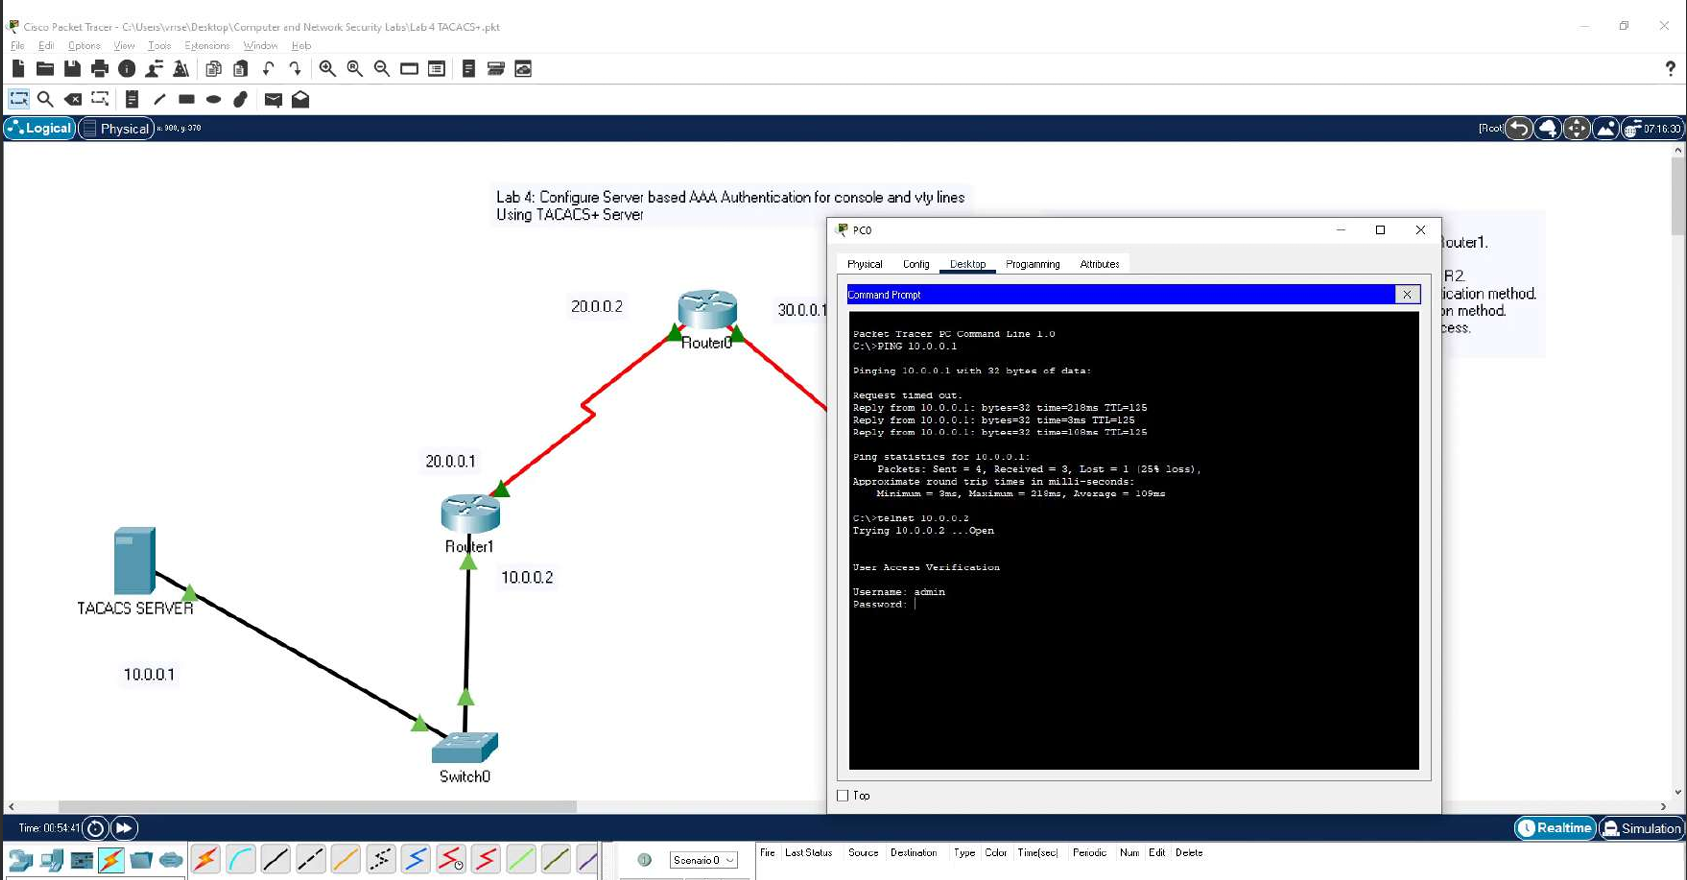 Cisco Packet Tracer - C:\Users\vnse\Desktop\Computer and Network Security Labs\Lab 4 TACACS+.pkt
File Edit Options View Tools Extensions Window Help
?
Logical Physical x: 980, y: 378
[Root] 07:16:30
Lab 4: Configure Server based AAA Authentication for console and vty lines
Using TACACS+ Server
PC0
Physical Config Desktop Programming Attributes
Router1.
R2.
ication method.
on method.
cess.
Command Prompt
Packet Tracer PC Command Line 1.0
C:\>PING 10.0.0.1
Pinging 10.0.0.1 with 32 bytes of data:
Request timed out.
Reply from 10.0.0.1: bytes=32 time=218ms TTL=125
Reply from 10.0.0.1: bytes=32 time=3ms TTL=125
Reply from 10.0.0.1: bytes=32 time=108ms TTL=125
Ping statistics for 10.0.0.1:
Packets: Sent = 4, Received = 3, Lost = 1 (25% loss),
Approximate round trip times in milli-seconds:
Minimum = 3ms, Maximum = 218ms, Average = 109ms
C:\>telnet 10.0.0.2
Trying 10.0.0.2 ...Open
User Access Verification
Username: admin
Password:
Top
20.0.0.2
30.0.0.1
Router0
20.0.0.1
Router1
10.0.0.2
TACACS SERVER
10.0.0.1
Switch0
Time: 00:54:41
Realtime Simulation
Scenario 0
Fire Last Status Source Destination Type Color Time(sec) Periodic Num Edit Delete